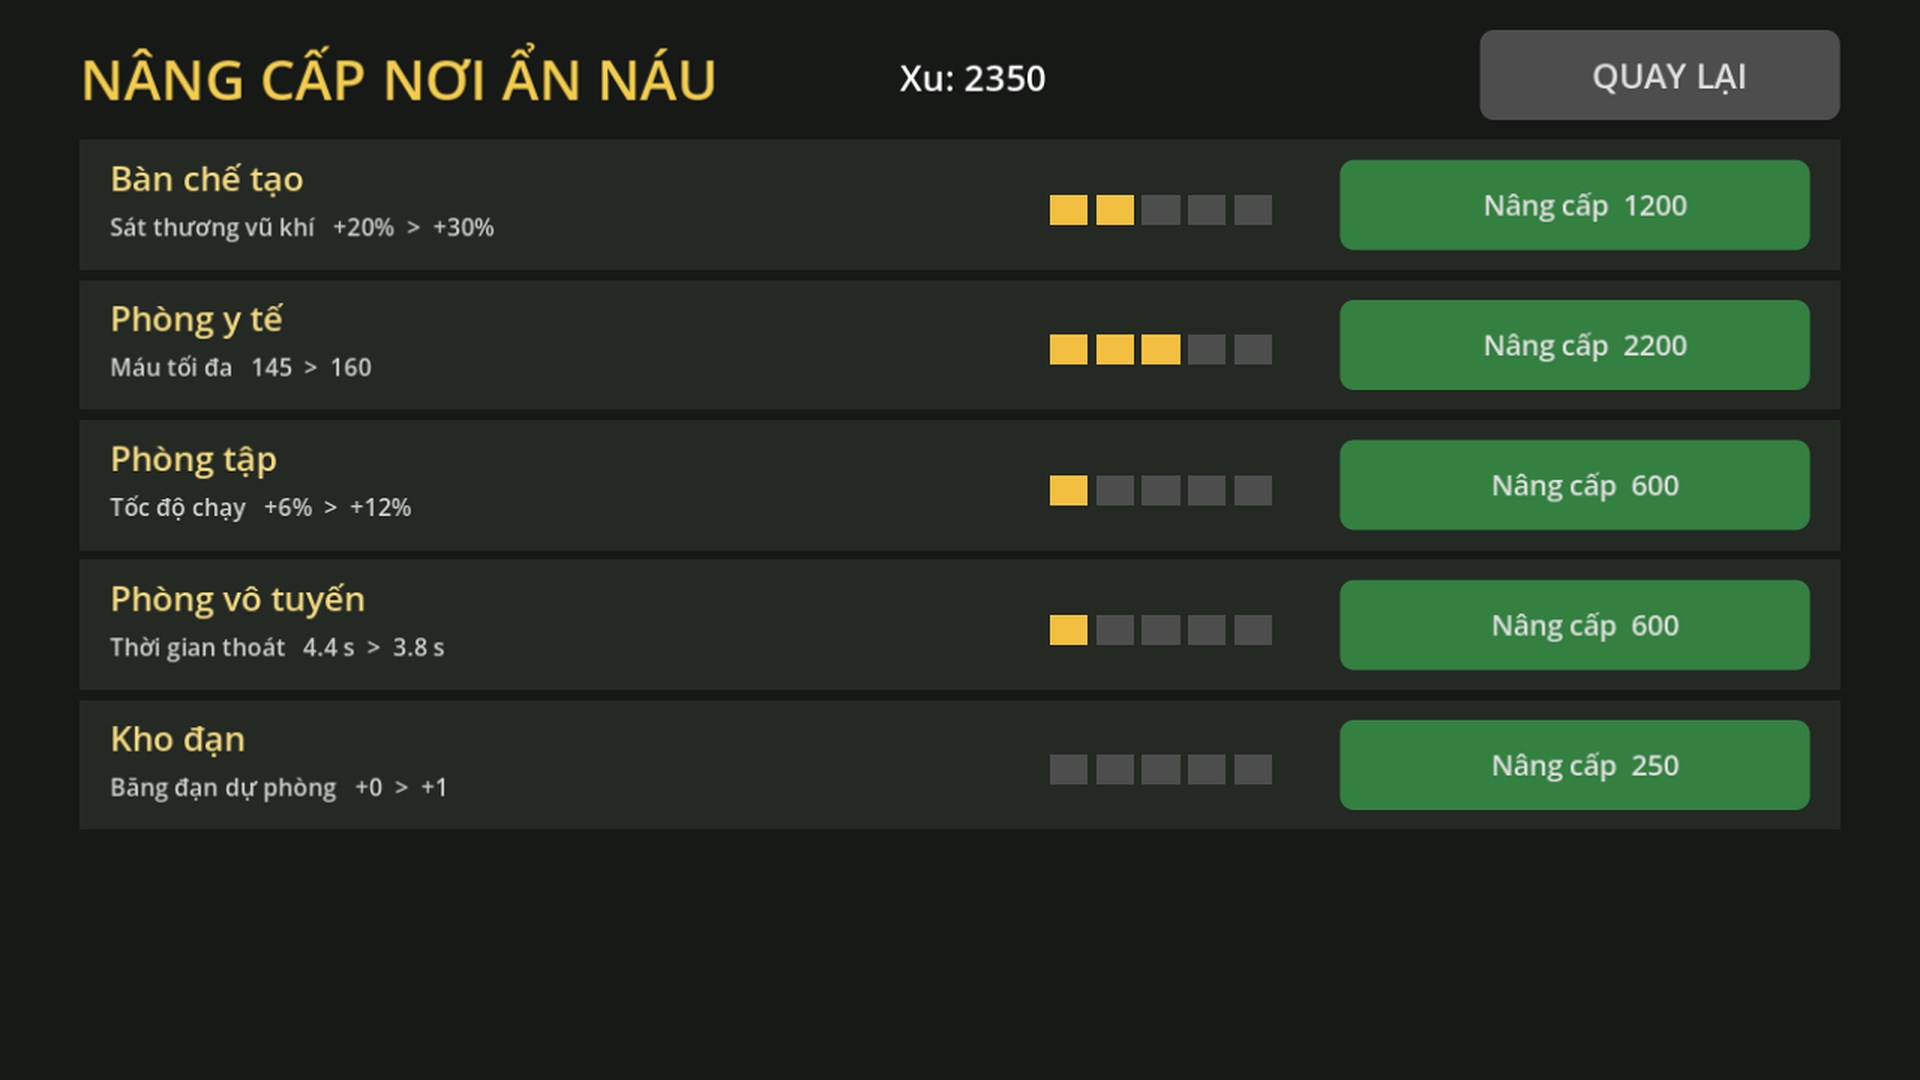 NÂNG CẤP NƠI ẨN NÁU
Xu: 2350
QUAY LẠI
Bàn chế tạo
Sát thương vũ khí +20% > +30%
Nâng cấp 1200
Phòng y tế
Máu tối đa 145 > 160
Nâng cấp 2200
Phòng tập
Tốc độ chạy +6% > +12%
Nâng cấp 600
Phòng vô tuyến
Thời gian thoát 4.4 s > 3.8 s
Nâng cấp 600
Kho đạn
Băng đạn dự phòng +0 > +1
Nâng cấp 250